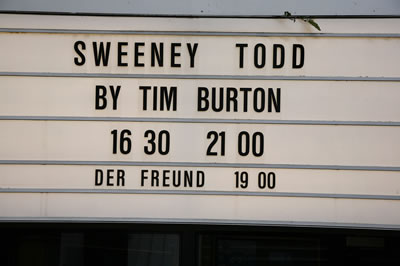 SWEENEY TODD
BY TIM BURTON
16 30 21 00
DER FREUND 19 00